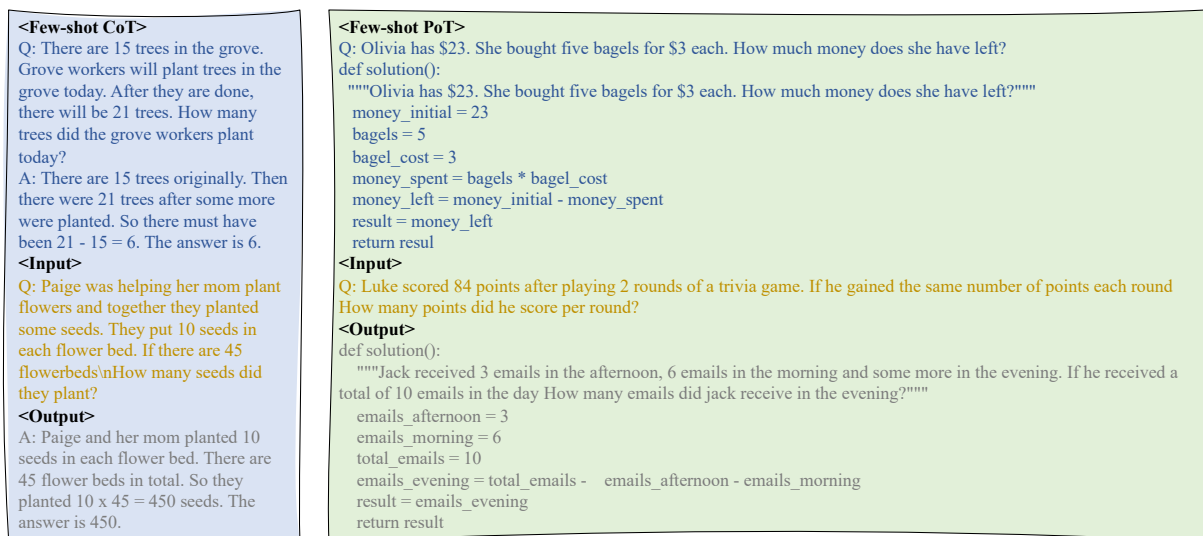 <Few-shot CoT>
Q: There are 15 trees in the grove.
Grove workers will plant trees in the
grove today. After they are done,
there will be 21 trees. How many
trees did the grove workers plant
today?
A: There are 15 trees originally. Then
there were 21 trees after some more
were planted. So there must have
been 21 - 15 = 6. The answer is 6.
<Input>
Q: Paige was helping her mom plant
flowers and together they planted
some seeds. They put 10 seeds in
each flower bed. If there are 45
flowerbeds\nHow many seeds did
they plant?
<Output>
A: Paige and her mom planted 10
seeds in each flower bed. There are
45 flower beds in total. So they
planted 10 x 45 = 450 seeds. The
answer is 450.
<Few-shot PoT>
Q: Olivia has $23. She bought five bagels for $3 each. How much money does she have left?
def solution():
"""Olivia has $23. She bought five bagels for $3 each. How much money does she have left?"""
money_initial = 23
bagels = 5
bagel_cost = 3
money_spent = bagels * bagel_cost
money_left = money_initial - money_spent
result = money_left
return resul
<Input>
Q: Luke scored 84 points after playing 2 rounds of a trivia game. If he gained the same number of points each round
How many points did he score per round?
<Output>
def solution():
"""Jack received 3 emails in the afternoon, 6 emails in the morning and some more in the evening. If he received a
total of 10 emails in the day How many emails did jack receive in the evening?"""
emails_afternoon = 3
emails_morning = 6
total_emails = 10
emails_evening = total_emails - emails_afternoon - emails_morning
result = emails_evening
return result